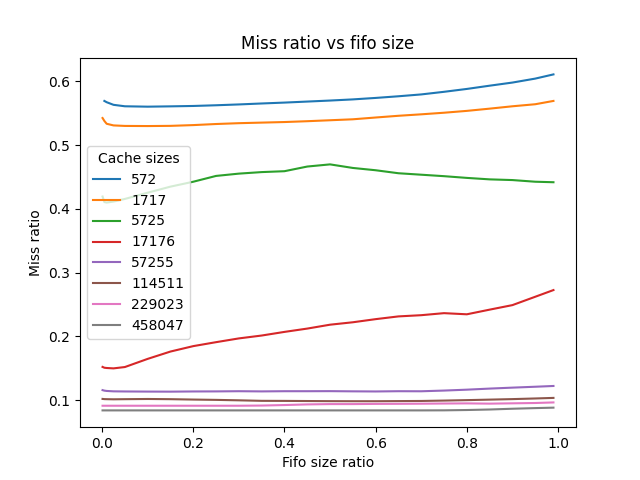 Miss ratio vs fifo size
0.6
0.5
0.4
0.3
0.2
0.1
Miss ratio
Cache sizes
572
1717
5725
17176
57255
114511
229023
458047
0.0 0.2 0.4 0.6 0.8 1.0
Fifo size ratio